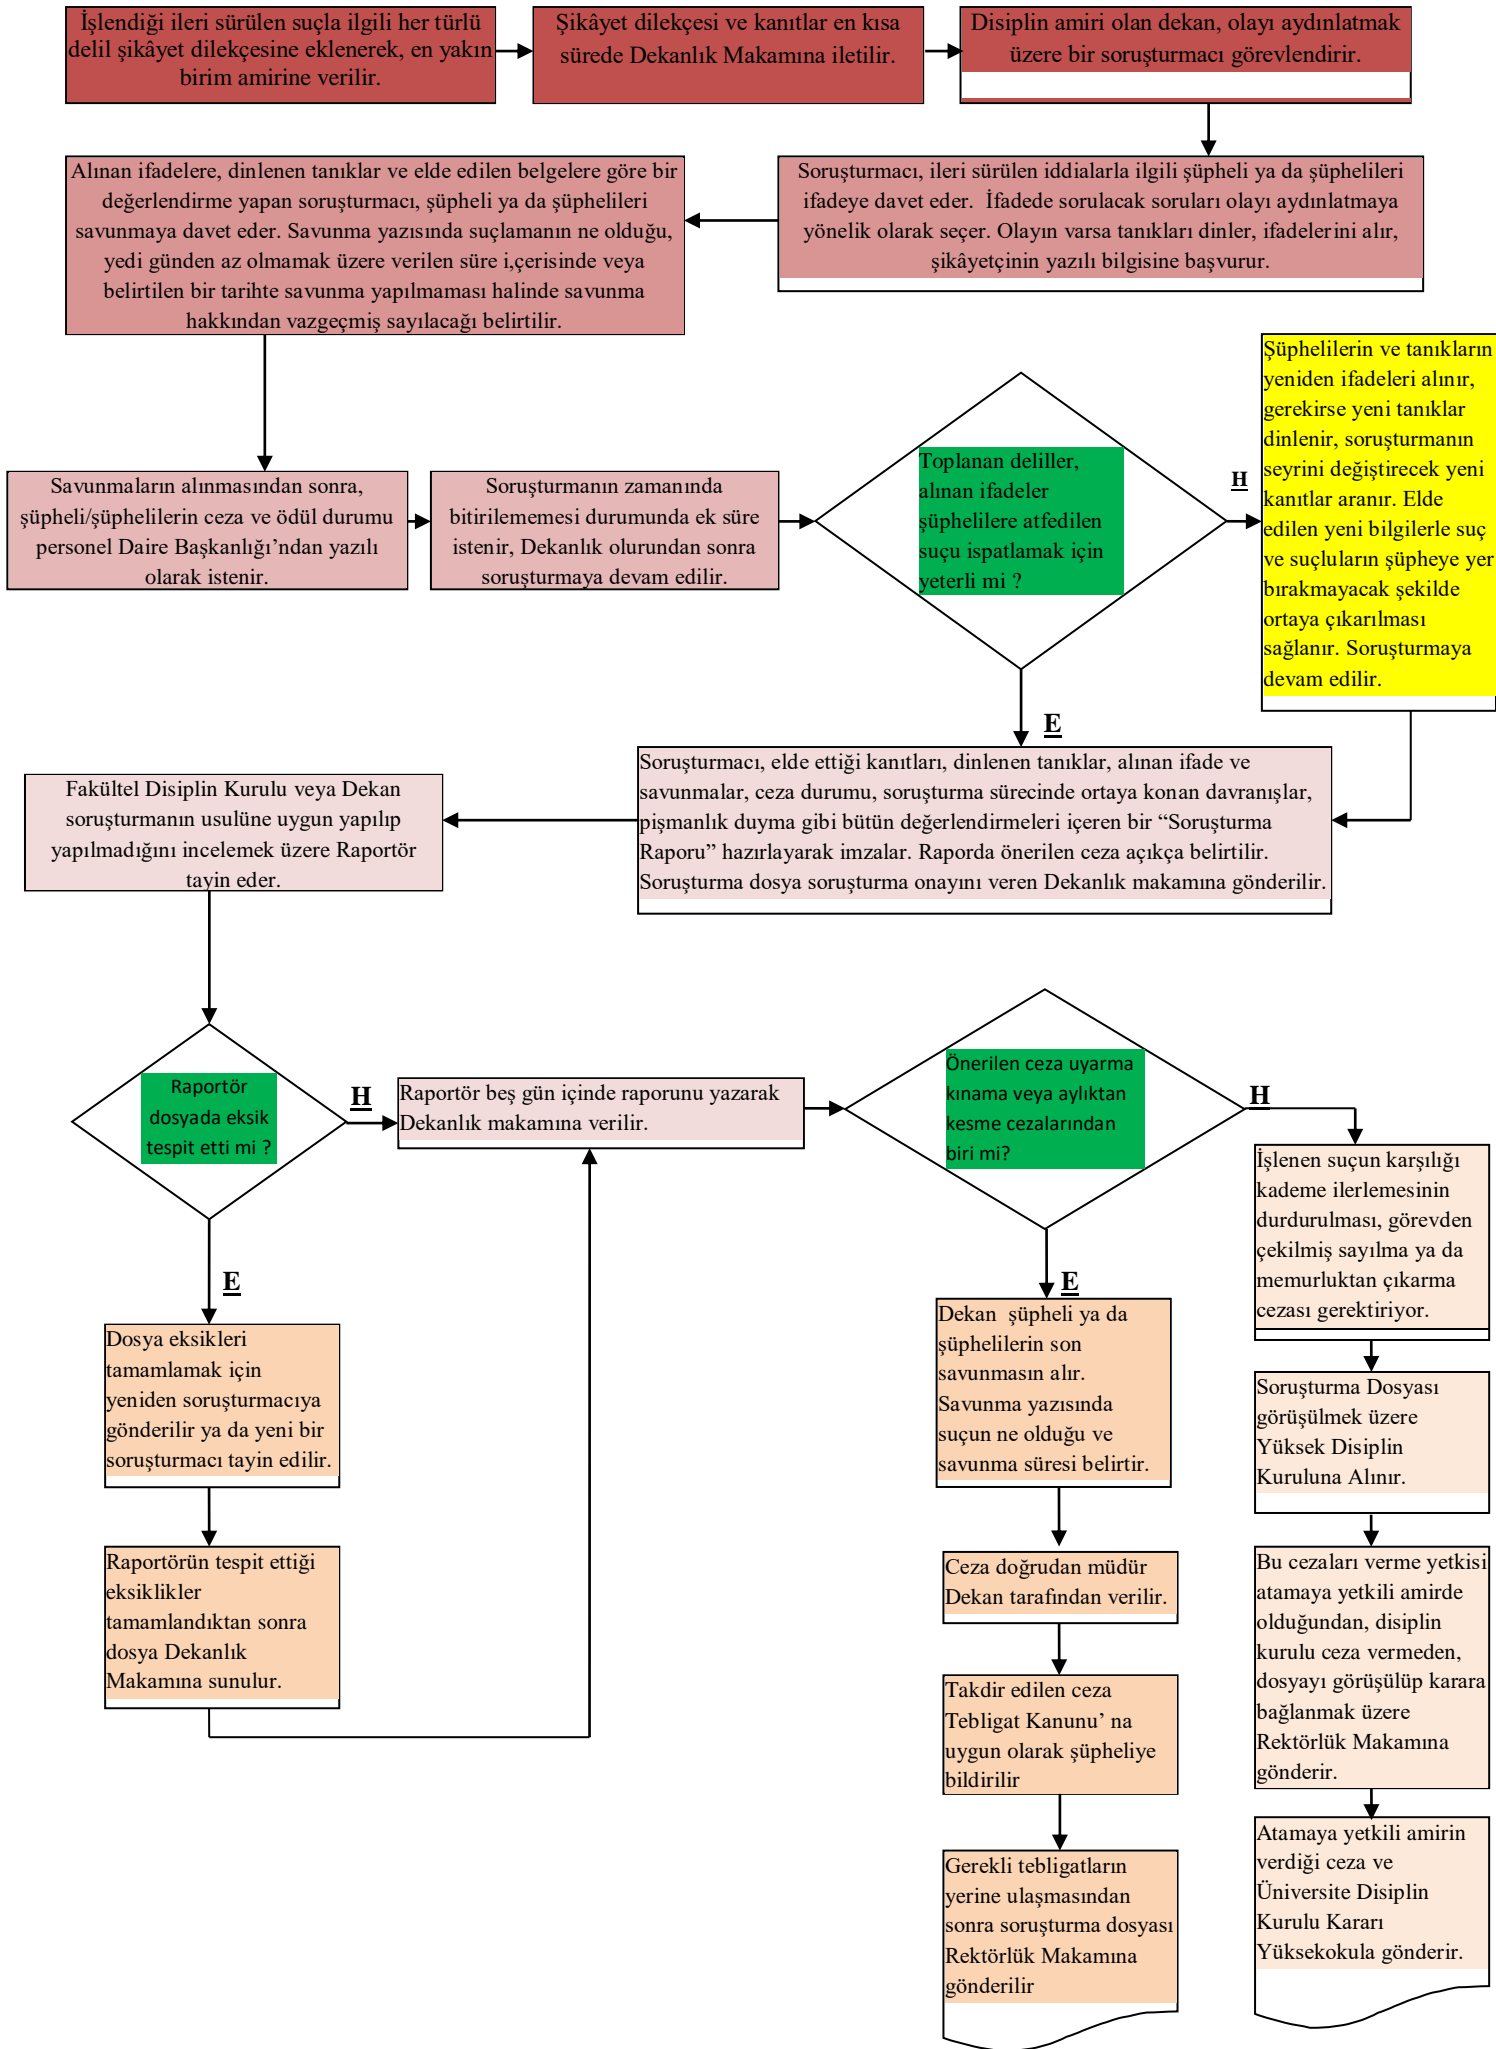 İşlendiği ileri sürülen suçla ilgili her türlü
delil şikâyet dilekçesine eklenerek, en yakın
birim amirine verilir.
Şikâyet dilekçesi ve kanıtlar en kısa
sürede Dekanlık Makamına iletilir.
Disiplin amiri olan dekan, olayı aydınlatmak
üzere bir soruşturmacı görevlendirir.
Soruşturmacı, ileri sürülen iddialarla ilgili şüpheli ya da şüphelileri
ifadeye davet eder. İfadede sorulacak soruları olayı aydınlatmaya
yönelik olarak seçer. Olayın varsa tanıkları dinler, ifadelerini alır,
şikâyetçinin yazılı bilgisine başvurur.
Alınan ifadelere, dinlenen tanıklar ve elde edilen belgelere göre bir
değerlendirme yapan soruşturmacı, şüpheli ya da şüphelileri
savunmaya davet eder. Savunma yazısında suçlamanın ne olduğu,
yedi günden az olmamak üzere verilen süre i,çerisinde veya
belirtilen bir tarihte savunma yapılmaması halinde savunma
hakkından vazgeçmiş sayılacağı belirtilir.
Savunmaların alınmasından sonra,
şüpheli/şüphelilerin ceza ve ödül durumu
personel Daire Başkanlığı’ndan yazılı
olarak istenir.
Soruşturmanın zamanında
bitirilememesi durumunda ek süre
istenir, Dekanlık olurundan sonra
soruşturmaya devam edilir.
Toplanan deliller,
alınan ifadeler
şüphelilere atfedilen
suçu ispatlamak için
yeterli mi ?
H
Şüphelilerin ve tanıkların
yeniden ifadeleri alınır,
gerekirse yeni tanıklar
dinlenir, soruşturmanın
seyrini değiştirecek yeni
kanıtlar aranır. Elde
edilen yeni bilgilerle suç
ve suçluların şüpheye yer
bırakmayacak şekilde
ortaya çıkarılması
sağlanır. Soruşturmaya
devam edilir.
E
Soruşturmacı, elde ettiği kanıtları, dinlenen tanıklar, alınan ifade ve
savunmalar, ceza durumu, soruşturma sürecinde ortaya konan davranışlar,
pişmanlık duyma gibi bütün değerlendirmeleri içeren bir “Soruşturma
Raporu” hazırlayarak imzalar. Raporda önerilen ceza açıkça belirtilir.
Soruşturma dosya soruşturma onayını veren Dekanlık makamına gönderilir.
Fakültel Disiplin Kurulu veya Dekan
soruşturmanın usulüne uygun yapılıp
yapılmadığını incelemek üzere Raportör
tayin eder.
Raportör
dosyada eksik
tespit etti mi ?
H
Raportör beş gün içinde raporunu yazarak
Dekanlık makamına verilir.
Önerilen ceza uyarma
kınama veya aylıktan
kesme cezalarından
biri mi?
H
İşlenen suçun karşılığı
kademe ilerlemesinin
durdurulması, görevden
çekilmiş sayılma ya da
memurluktan çıkarma
cezası gerektiriyor.
E
Dosya eksikleri
tamamlamak için
yeniden soruşturmacıya
gönderilir ya da yeni bir
soruşturmacı tayin edilir.
Raportörün tespit ettiği
eksiklikler
tamamlandıktan sonra
dosya Dekanlık
Makamına sunulur.
E
Dekan  şüpheli ya da
şüphelilerin son
savunmasın alır.
Savunma yazısında
suçun ne olduğu ve
savunma süresi belirtir.
Ceza doğrudan müdür
Dekan tarafından verilir.
Takdir edilen ceza
Tebligat Kanunu’ na
uygun olarak şüpheliye
bildirilir
Gerekli tebligatların
yerine ulaşmasından
sonra soruşturma dosyası
Rektörlük Makamına
gönderilir
Soruşturma Dosyası
görüşülmek üzere
Yüksek Disiplin
Kuruluna Alınır.
Bu cezaları verme yetkisi
atamaya yetkili amirde
olduğundan, disiplin
kurulu ceza vermeden,
dosyayı görüşülüp karara
bağlanmak üzere
Rektörlük Makamına
gönderir.
Atamaya yetkili amirin
verdiği ceza ve
Üniversite Disiplin
Kurulu Kararı
Yüksekokula gönderir.